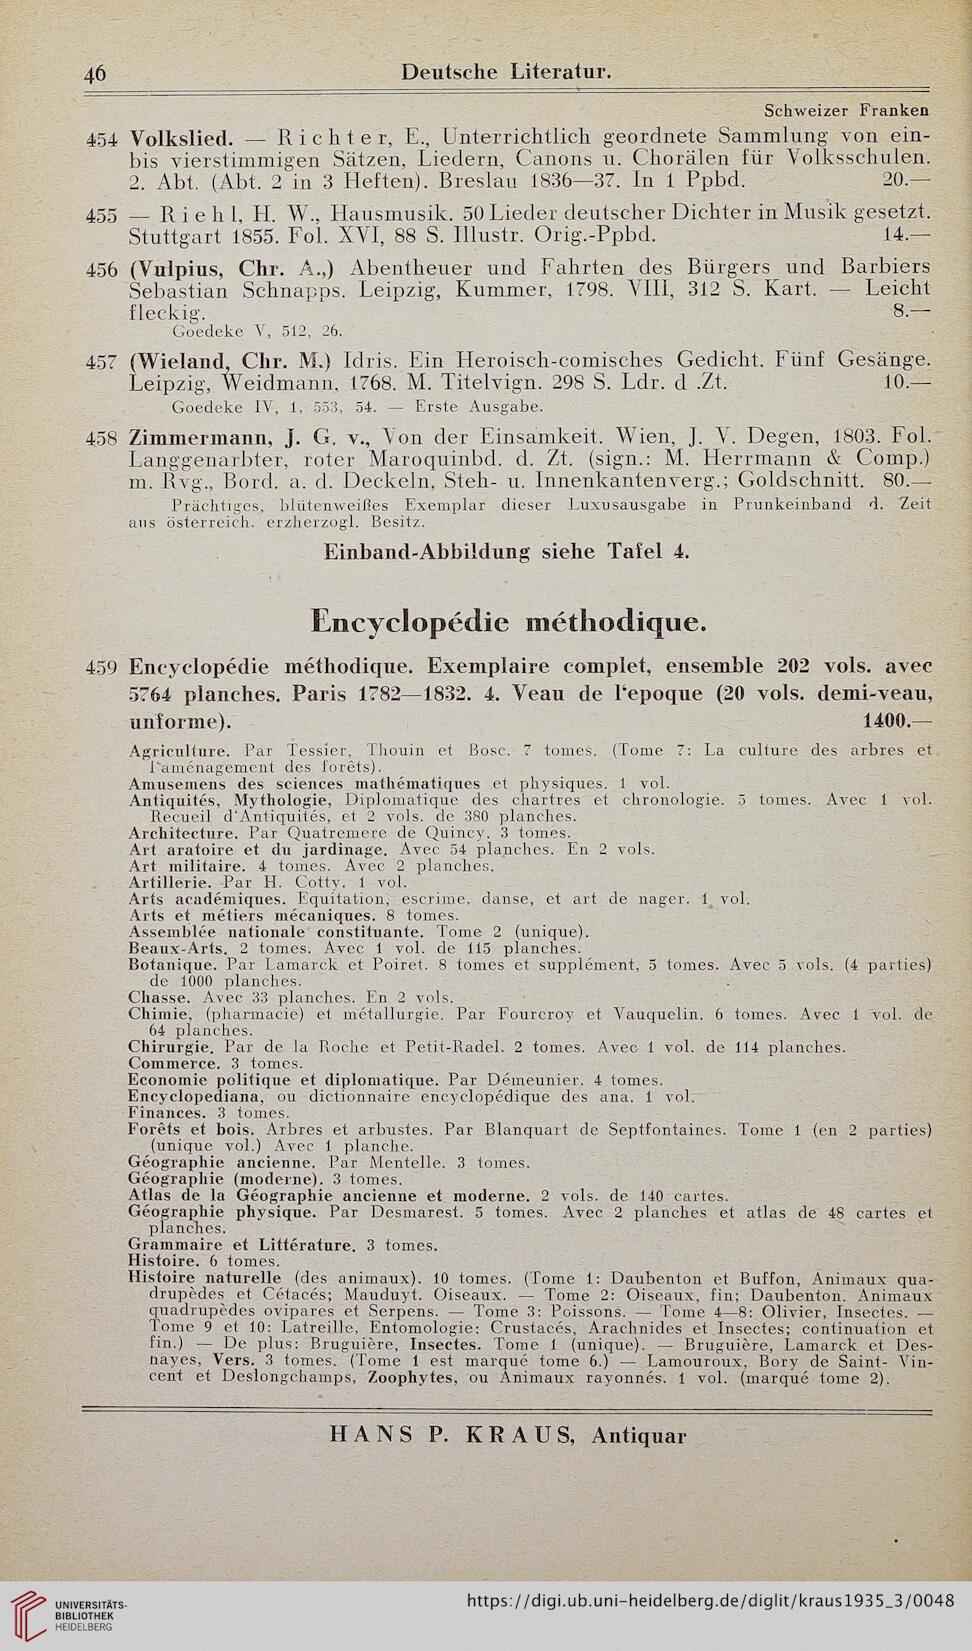 46
Deutsche Literatur.
Schweizer Franken
454 Volkslied. — Richter, E., Unterrichtlich geordnete Sammlung von ein-
bis vierstimmigen Sätzen, Liedern, Canons u. Chorälen für Volksschulen.
2. Abt. (Abt. 2 in 3 Heften). Breslau 1836—37. In 1 Ppbd. 20.—
455 — Riehl, H. W., Hausmusik. 50 Lieder deutscher Dichter in Musik gesetzt.
Stuttgart 1855. Fol. XVI, 88 S. Illustr. Orig.-Ppbd. 14.—
456 (Vulpius, Chr. A.,) Abentheuer und Fahrten des Bürgers und Barbiers
Sebastian Schnapps. Leipzig, Kummer, 1798. VIII, 312 S. Kart. — Leicht
fleckig. 8.—
Goedeke V, 512, 26.
457 (Wieland, Chr. M.) Idris. Ein Heroisch-comisches Gedicht. Fünf Gesänge.
Leipzig, Weidmann, 1768. M. Titelvign. 298 S. Ldr. d .Zt. 10.—
Goedeke IV, 1, 553, 54. — Erste Ausgabe.
458 Zimmermann, J. G. v., Von der Einsamkeit. Wien, J. V. Degen, 1803. Fol.
Langgenarbter, roter Maroquinbd. d. Zt. (sign.: M. Herrmann & Comp.)
m. Rvg., Bord. a. d. Deckeln, Steh- u. Innenkantenverg.; Goldschnitt. 80.—
Prächtiges, blütenweißes Exemplar dieser Luxusausgabe in Prunkeinband d. Zeit
aus österreich. erzherzogl. Besitz.
Einband-Abbildung siehe Tafel 4.
Encyclopédie méthodique.
459 Encyclopédie méthodique. Exemplaire complet, ensemble 202 vols. avec
5764 planches. Paris 1782—1832. 4. Veau de l'epoque (20 vols. demi-veau,
unforme). 1400.—
Agriculture. Par Tessier, Thouin et Bosc. 7 tomes. (Tome 7: La culture des arbres et
l'aménagement des forêts).
Amusemens des sciences mathématiques et physiques. 1 vol.
Antiquités, Mythologie, Diplomatique des chartres et chronologie. 5 tomes. Avec 1 vol.
Recueil d'Antiquités, et 2 vols. de 380 planches.
Architecture. Par Quatremere de Quincy. 3 tomes.
Art aratoire et du jardinage. Avec 54 planches. En 2 vols.
Art militaire. 4 tomes. Avec 2 planches.
Artillerie. Par H. Cotty. 1 vol.
Arts académiques. Equitation, escrime, danse, et art de nager. 1 vol.
Arts et métiers mécaniques. 8 tomes.
Assemblée nationale constituante. Tome 2 (unique).
Beaux-Arts. 2 tomes. Avec 1 vol. de 115 planches.
Botanique. Par Lamarck et Poiret. 8 tomes et supplément, 5 tomes. Avec 5 vols. (4 parties)
de 1000 planches.
Chasse. Avec 33 planches. En 2 vols.
Chimie, (pharmacie) et métallurgie. Par Fourcroy et Vauquelin. 6 tomes. Avec 1 vol. de
64 planches.
Chirurgie. Par de la Roche et Petit-Radel. 2 tomes. Avec 1 vol. de 114 planches.
Commerce. 3 tomes.
Economie politique et diplomatique. Par Démeunier. 4 tomes.
Encyclopediana, ou dictionnaire encyclopédique des ana. 1 vol.
Finances. 3 tomes.
Forêts et bois. Arbres et arbustes. Par Blanquart de Septfontaines. Tome 1 (en 2 parties)
(unique vol.) Avec 1 planche.
Géographie ancienne. Par Mentelle. 3 tomes.
Géographie (moderne). 3 tomes.
Atlas de la Géographie ancienne et moderne. 2 vols. de 140 cartes.
Géographie physique. Par Desmarest. 5 tomes. Avec 2 planches et atlas de 48 cartes et
planches.
Grammaire et Littérature. 3 tomes.
Histoire. 6 tomes.
Histoire naturelle (des animaux). 10 tomes. (Tome 1: Daubenton et Buffon, Animaux qua-
drupèdes et Cétacés; Mauduyt. Oiseaux. — Tome 2: Oiseaux, fin; Daubenton. Animaux
quadrupèdes ovipares et Serpens. — Tome 3: Poissons. — Tome 4—8: Olivier, Insectes. —
Tome 9 et 10: Latreille, Entomologie: Crustacés, Arachnides et Insectes; continuation et
fin.) — De plus: Bruguière, Insectes. Tome 1 (unique). — Bruguière, Lamarck et Des-
hayes, Vers. 3 tomes. (Tome 1 est marqué tome 6.) — Lamouroux, Bory de Saint- Vin-
cent et Deslongchamps, Zoophytes, ou Animaux rayonnés. 1 vol. (marqué tome 2).
HANS P. KRAUS, Antiquar
UNIVERSITÄTS-
BIBLIOTHEK
HEIDELBERG
https://digi.ub.uni-heidelberg.de/diglit/kraus1935_3/0048